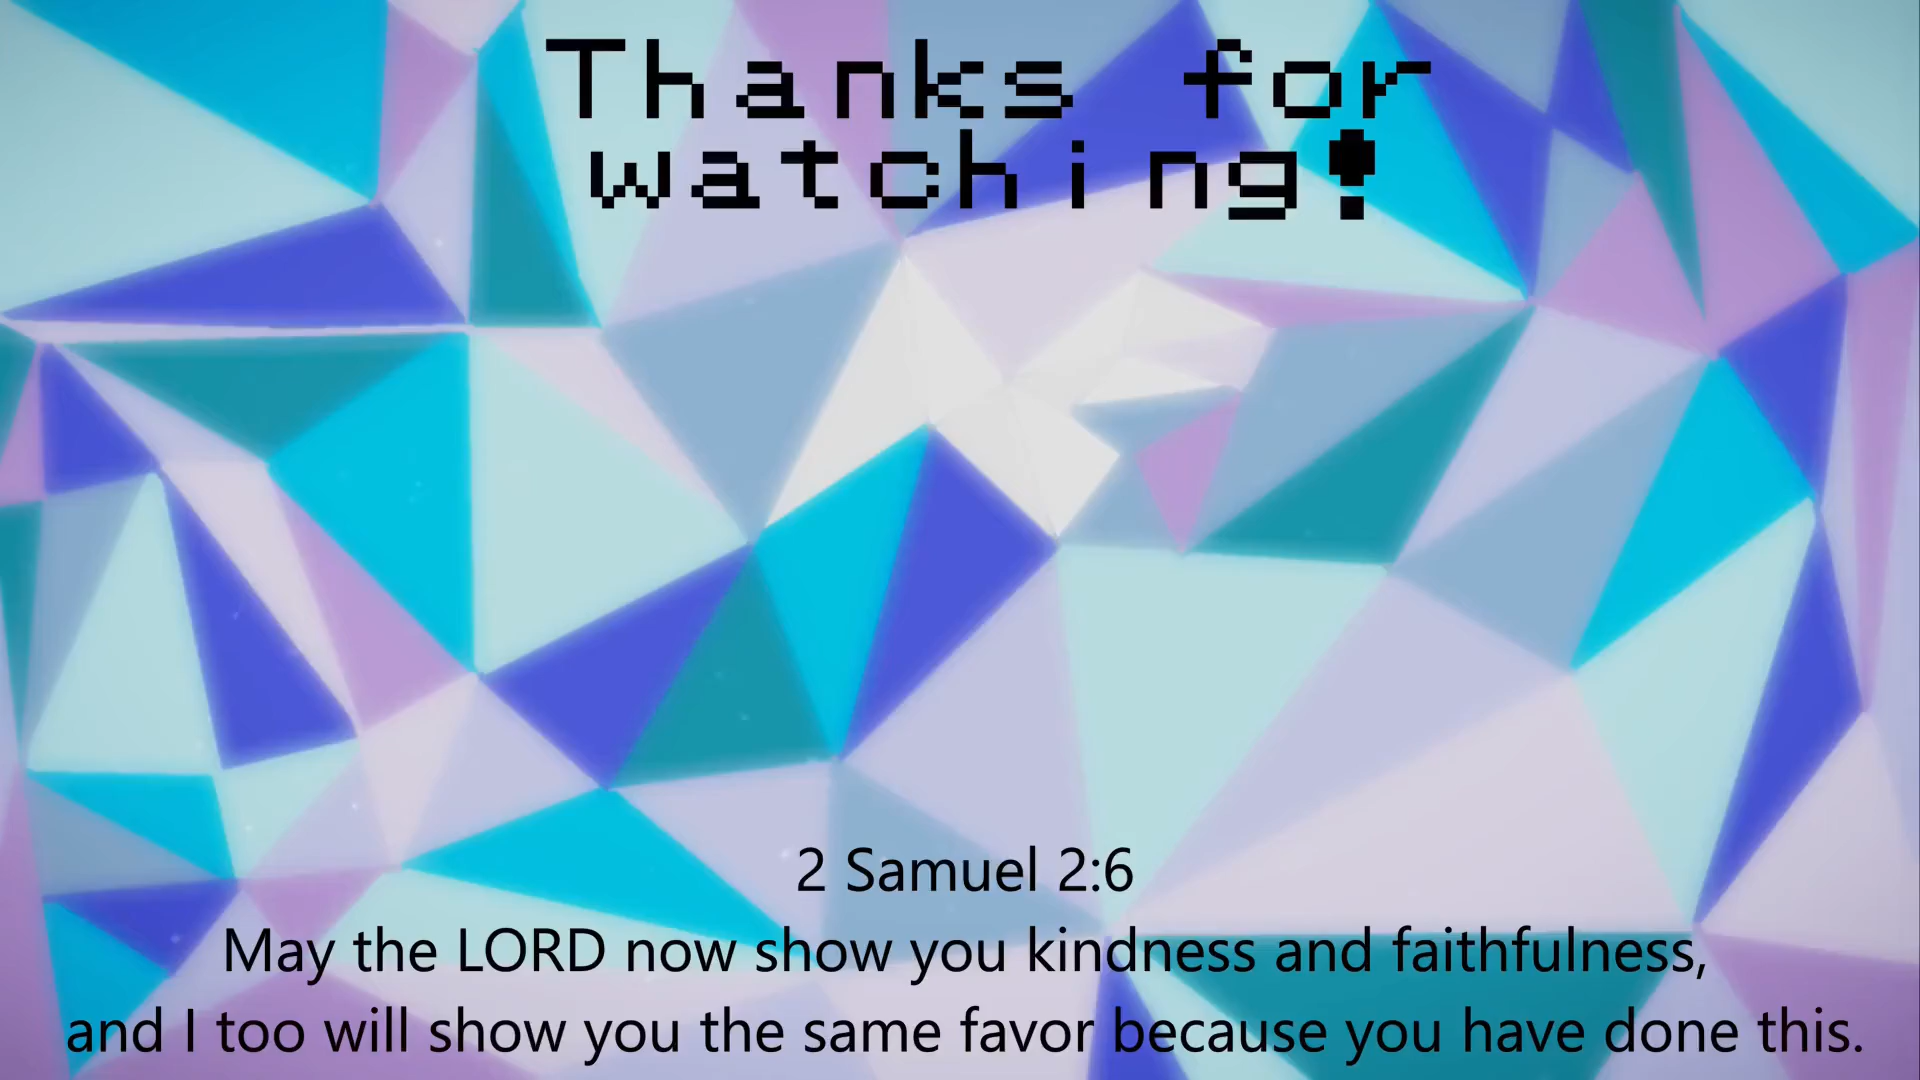 Thanks for
watching!
2 Samuel 2:6
May the LORD now show you kindness and faithfulness,
and I too will show you the same favor because you have done this.